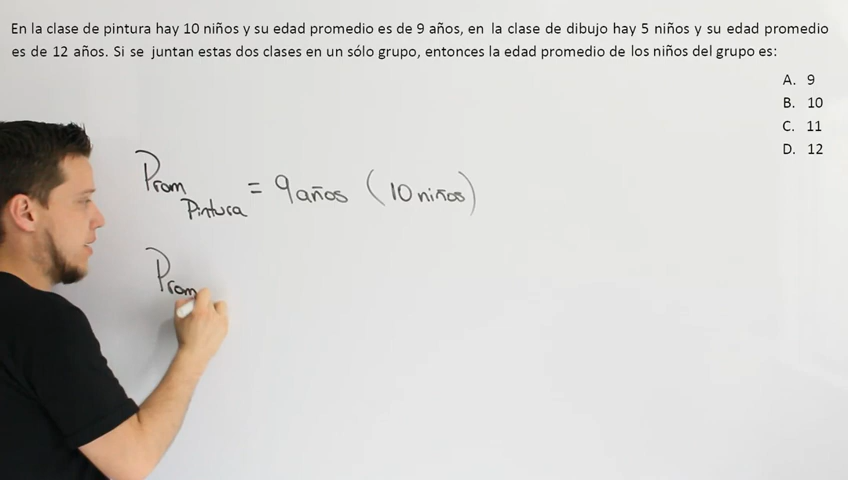 En la clase de pintura hay 10 niños y su edad promedio es de 9 años, en la clase de dibujo hay 5 niños y su edad promedio
es de 12 años. Si se juntan estas dos clases en un sólo grupo, entonces la edad promedio de los niños del grupo es:
A. 9
B. 10
C. 11
D. 12
Prom Pintura = 9 años (10 niños)
Prom